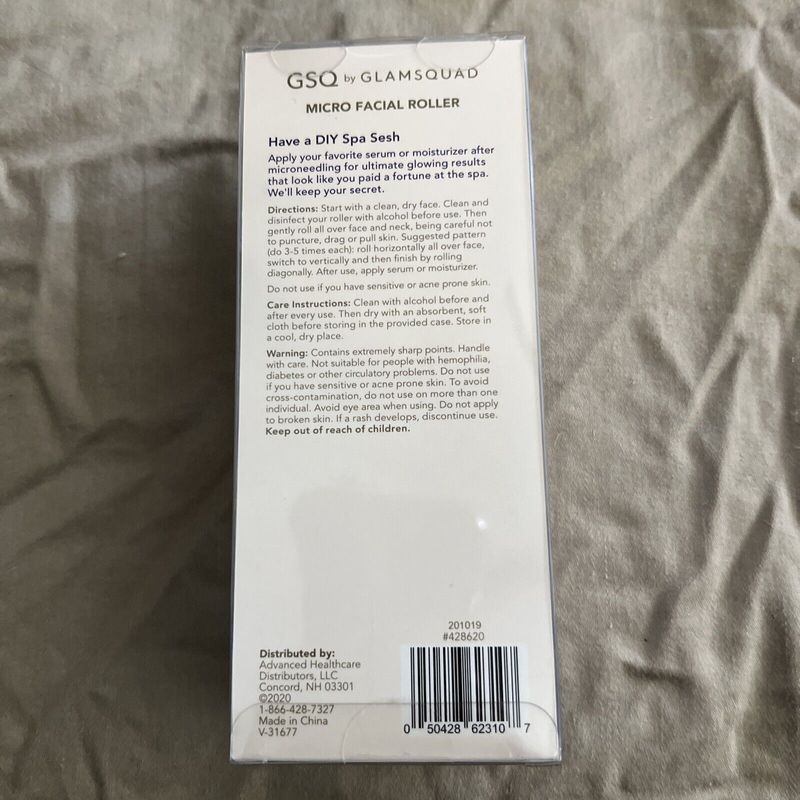 GSQ by GLAMSQUAD
MICRO FACIAL ROLLER
Have a DIY Spa Sesh
Apply your favorite serum or moisturizer after
microneedling for ultimate glowing results
that look like you paid a fortune at the spa.
We'll keep your secret.
Directions: Start with a clean, dry face. Clean and
disinfect your roller with alcohol before use. Then
gently roll all over face and neck, being careful not
to puncture, drag or pull skin. Suggested pattern
(do 3-5 times each): roll horizontally all over face,
switch to vertically and then finish by rolling
diagonally. After use, apply serum or moisturizer.
Do not use if you have sensitive or acne prone skin.
Care Instructions: Clean with alcohol before and
after every use. Then dry with an absorbent, soft
cloth before storing in the provided case. Store in
a cool, dry place.
Warning: Contains extremely sharp points. Handle
with care. Not suitable for people with hemophilia,
diabetes or other circulatory problems. Do not use
if you have sensitive or acne prone skin. To avoid
cross-contamination, do not use on more than one
individual. Avoid eye area when using. Do not apply
to broken skin. If a rash develops, discontinue use.
Keep out of reach of children.
201019
#428620
Distributed by:
Advanced Healthcare
Distributors, LLC
Concord, NH 03301
©2020
1-866-428-7327
Made in China
V-31677
0 50428 62310 7